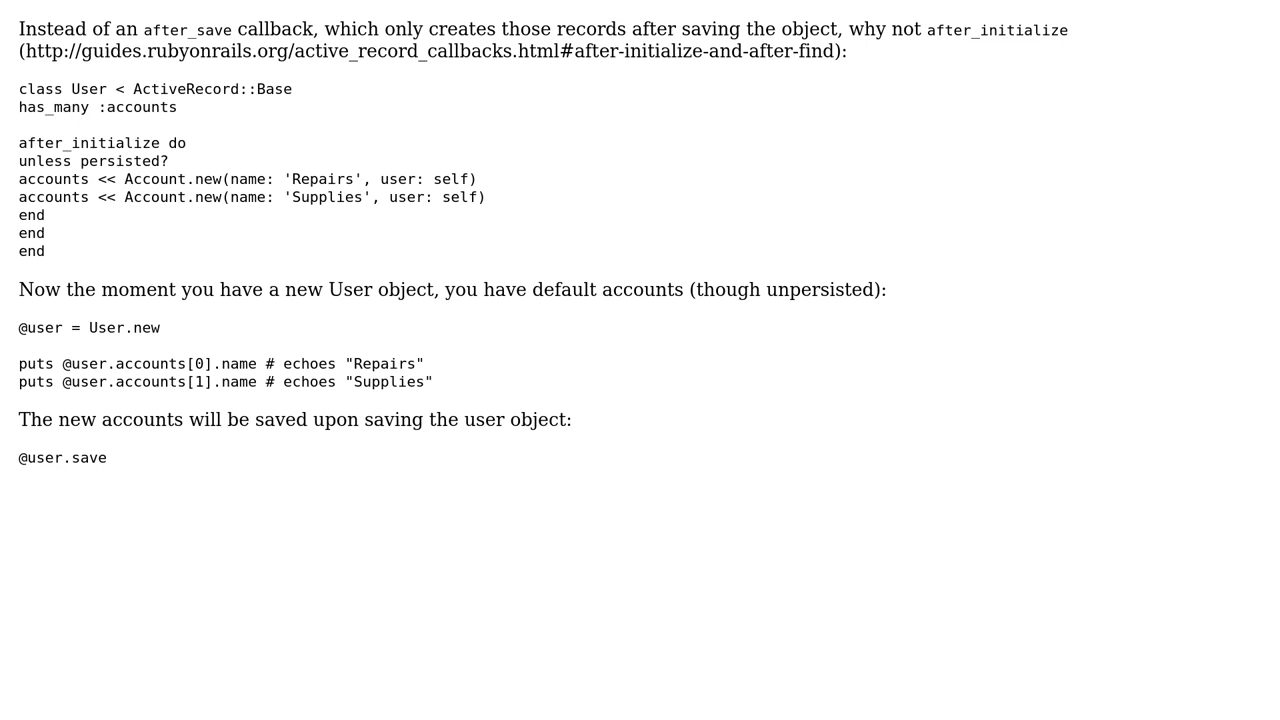 Instead of an after_save callback, which only creates those records after saving the object, why not after_initialize
(http://guides.rubyonrails.org/active_record_callbacks.html#after-initialize-and-after-find):
class User < ActiveRecord::Base
has_many :accounts
after_initialize do
unless persisted?
accounts << Account.new(name: 'Repairs', user: self)
accounts << Account.new(name: 'Supplies', user: self)
end
end
end
Now the moment you have a new User object, you have default accounts (though unpersisted):
@user = User.new
puts @user.accounts[0].name # echoes "Repairs"
puts @user.accounts[1].name # echoes "Supplies"
The new accounts will be saved upon saving the user object:
@user.save